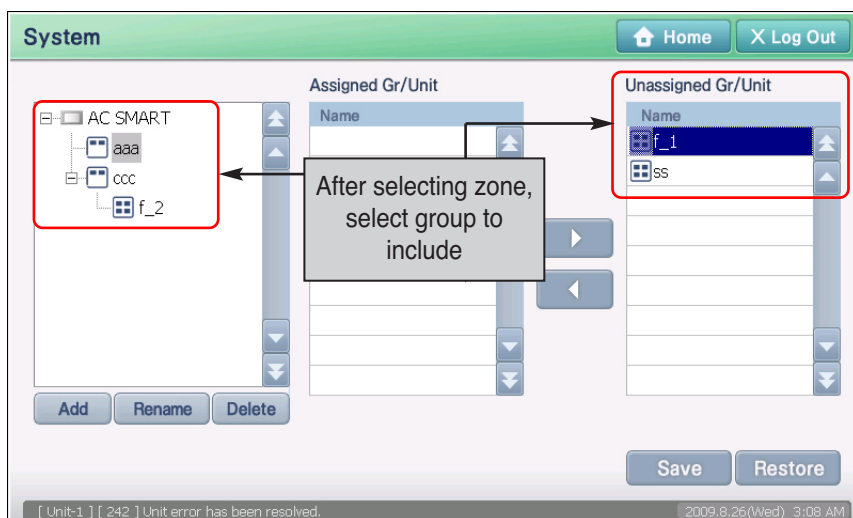 System
Home
X Log Out
Assigned Gr/Unit
Unassigned Gr/Unit
AC SMART
aaa
ccc
f_2
Name
Name
f_1
ss
After selecting zone,
select group to
include
Add
Rename
Delete
Save
Restore
[ Unit-1 ] [ 242 ] Unit error has been resolved.
2009.8.26(Wed) 3:08 AM